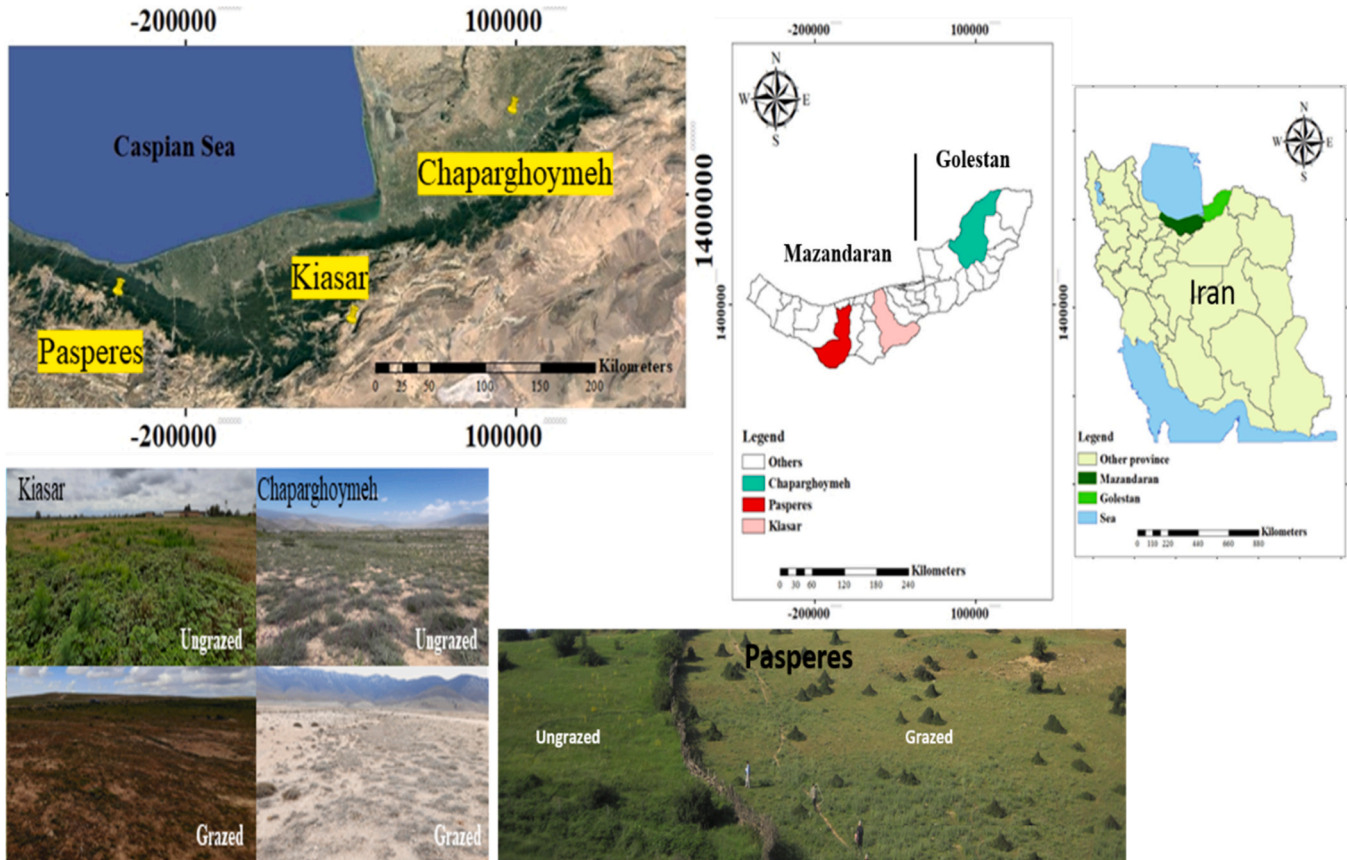 -200000
100000
Caspian Sea
Chaparghoymeh
Kiasar
Pasperes
1400000
Kilometers
0 25 50 100 150 200
-200000
100000
-200000
100000
N
W E
S
Golestan
Mazandaran
1400000
1400000
Legend
Others
Chaparghoymeh
Pasperes
Kiasar
Kilometers
0 30 60 120 180 240
-200000
100000
N
W E
S
Iran
Legend
Other province
Mazandaran
Golestan
Sea
Kilometers
0 110 220 440 660 880
Kiasar
Ungrazed
Grazed
Chaparghoymeh
Ungrazed
Grazed
Pasperes
Ungrazed
Grazed